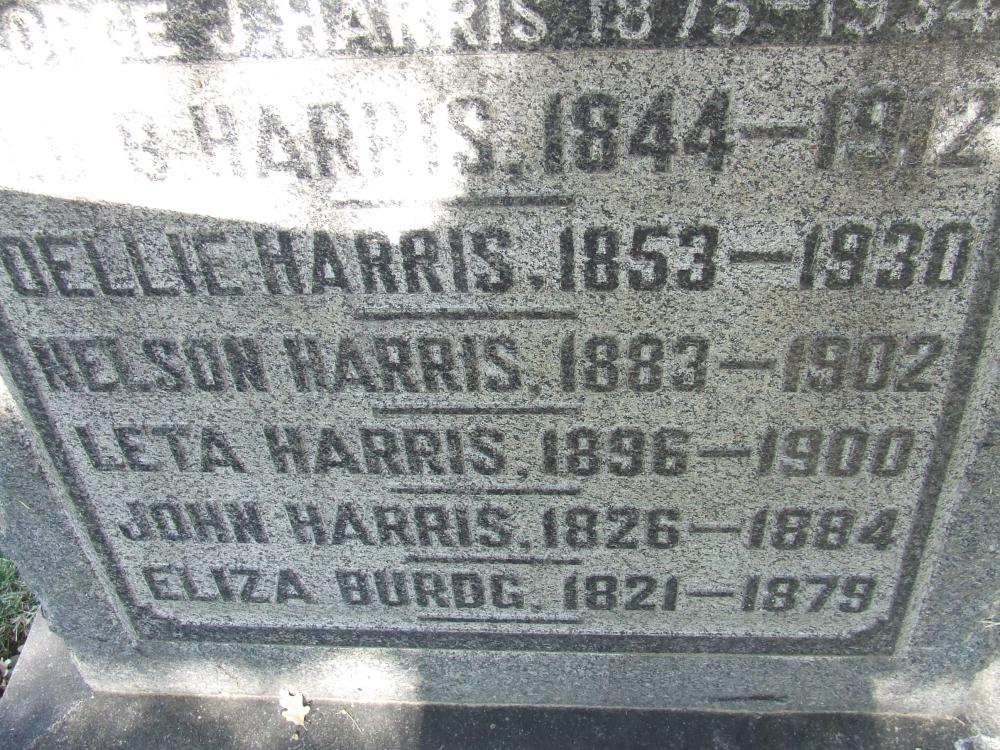 J. HARRIS 1875-1934
G. HARRIS, 1844-1912
DELLIE HARRIS, 1853-1930
NELSON HARRIS, 1883-1902
LETA HARRIS, 1896-1900
JOHN HARRIS, 1826-1884
ELIZA BURDG, 1821-1879